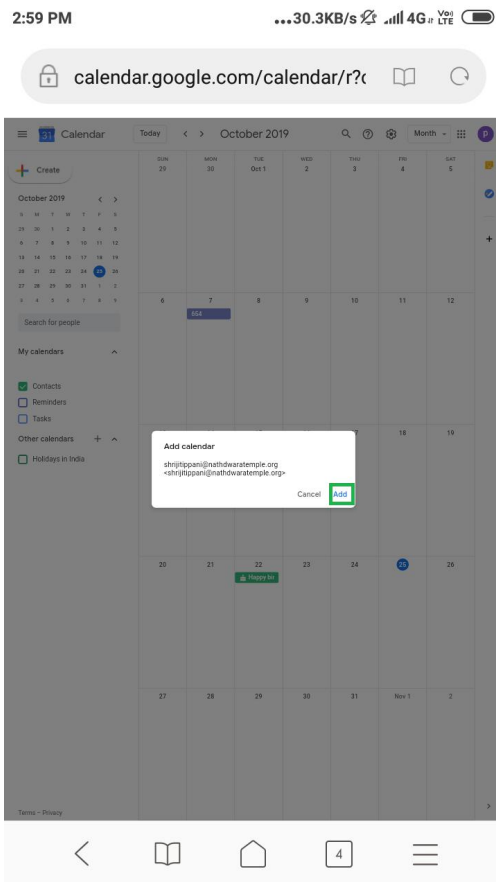 2:59 PM
...30.3KB/s 4G VoLTE
calendar.google.com/calendar/r?c
31 Calendar Today October 2019 Month P
Create
SUN MON TUE WED THU FRI SAT
29 30 Oct 1 2 3 4 5
October 2019
S M T W T F S
29 30 1 2 3 4 5
6 7 8 9 10 11 12
13 14 15 16 17 18 19
20 21 22 23 24 25 26
27 28 29 30 31 1 2
3 4 5 6 7 8 9
6 7 8 9 10 11 12
654
Search for people
My calendars
Contacts
Reminders
Tasks
Other calendars +
Holidays in India
18 19
Add calendar
shrijitippani@nathdwaratemple.org
<shrijitippani@nathdwaratemple.org>
Cancel Add
20 21 22 23 24 25 26
Happy bir
27 28 29 30 31 Nov 1 2
Terms – Privacy
4